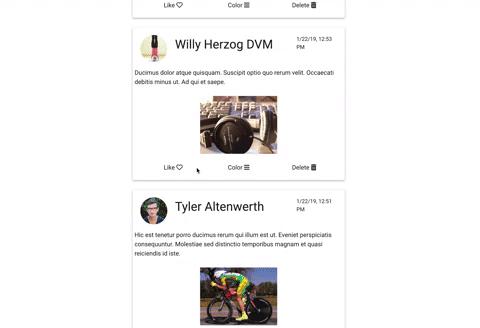 Like Color Delete
Willy Herzog DVM 1/22/19, 12:53
PM
Ducimus dolor atque quisquam. Suscipit optio quo rerum velit. Occaecati
debitis minus ut. Ad qui et saepe.
Like Color Delete
Tyler Altenwerth 1/22/19, 12:51
PM
Hic est tenetur porro ducimus rerum qui illum est ut. Eveniet perspiciatis
consequuntur. Molestiae sed distinctio temporibus magnam et quasi
reiciendis id iste.